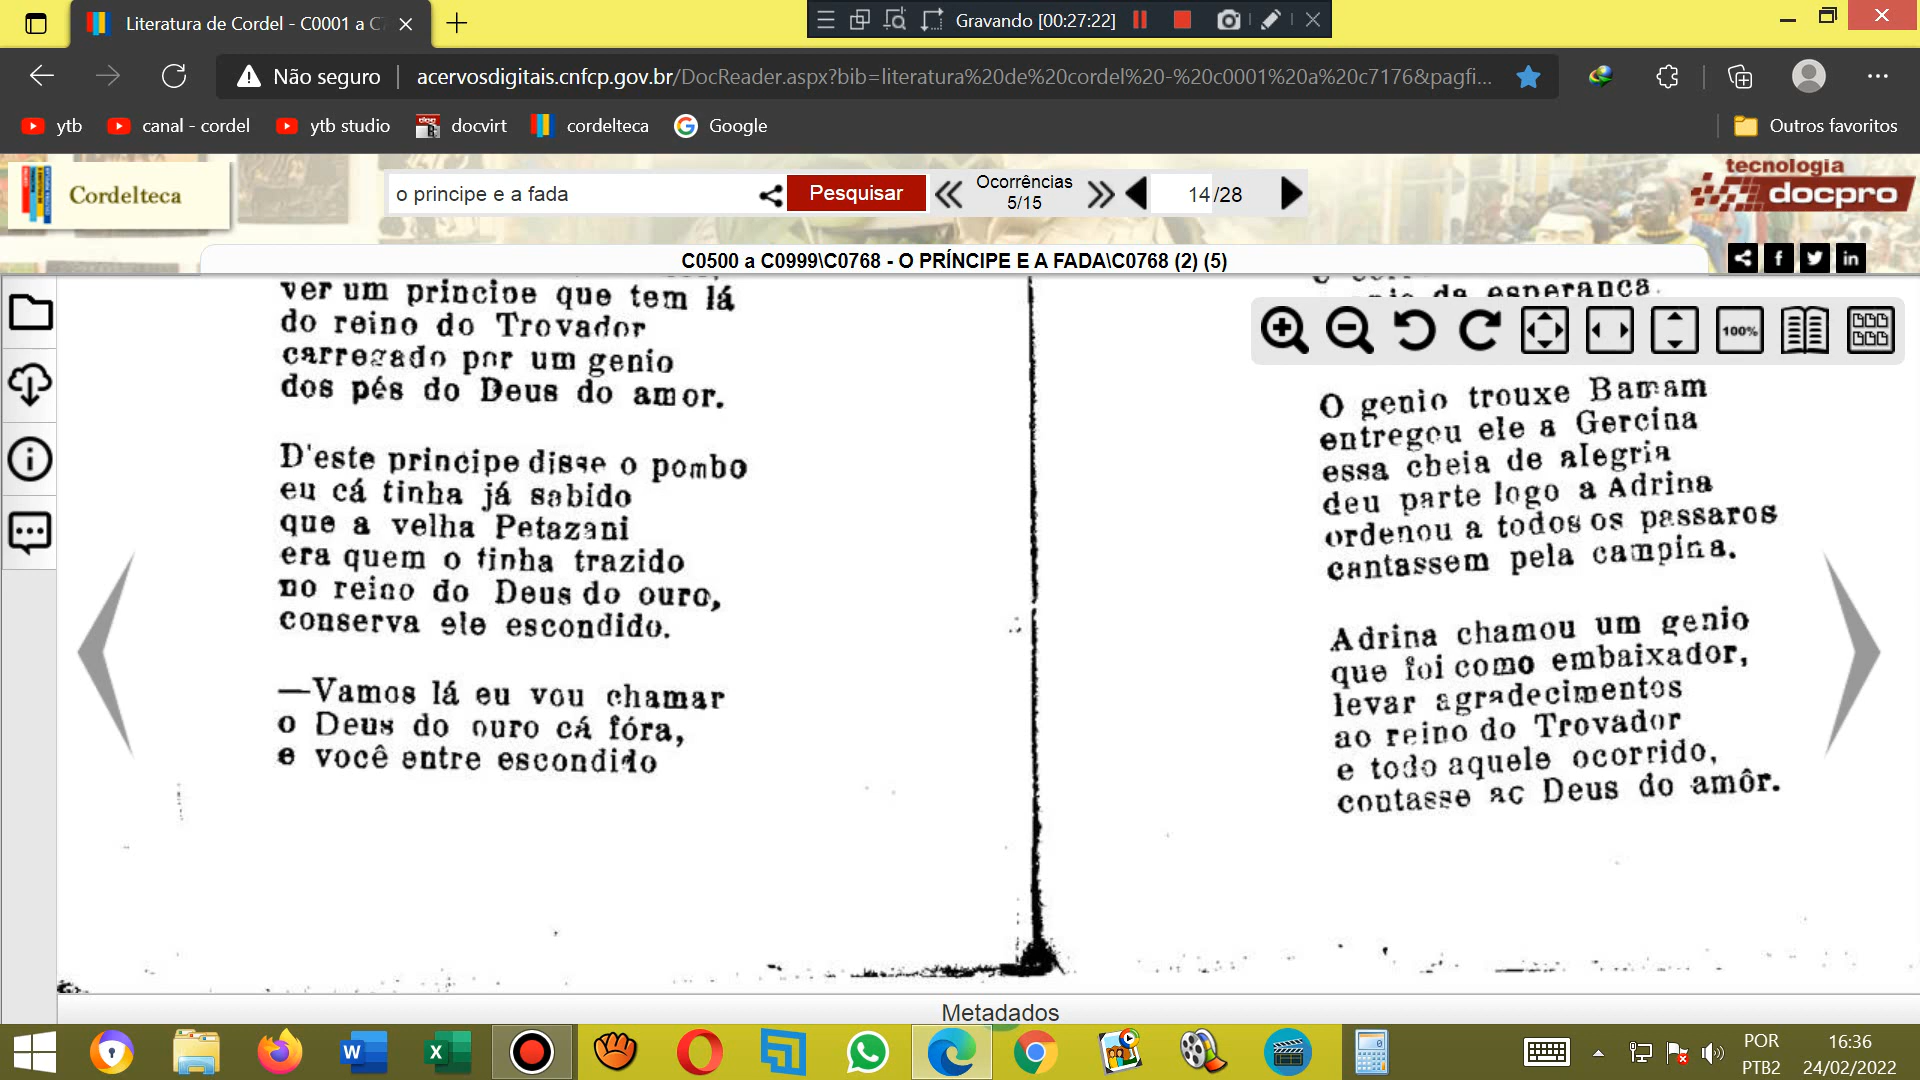 Literatura de Cordel - C0001 a C
Gravando [00:27:22]
Não seguro
acervosdigitais.cnfcp.gov.br/DocReader.aspx?bib=literatura%20de%20cordel%20-%20c0001%20a%20c7176&pagfi...
ytb
canal - cordel
ytb studio
docvirt
cordelteca
Google
Outros favoritos
Cordelteca
o principe e a fada
Pesquisar
Ocorrências
5/15
14 /28
tecnologia
docpro
C0500 a C0999\C0768 - O PRÍNCIPE E A FADA\C0768 (2) (5)
100%
ver um principe que tem lá
do reino do Trovador
carregado por um genio
dos pés do Deus do amor.
D'este principe disse o pombo
eu cá tinha já sabido
que a velha Petazani
era quem o tinha trazido
no reino do Deus do ouro,
conserva ele escondido.
—Vamos lá eu vou chamar
o Deus do ouro cá fóra,
e você entre escondido
da esperança.
O genio trouxe Bamam
entregou ele a Gercina
essa cheia de alegria
deu parte logo a Adrina
ordenou a todos os passaros
cantassem pela campina.
Adrina chamou um genio
que foi como embaixador,
levar agradecimentos
ao reino do Trovador
e todo aquele ocorrido,
contasse ao Deus do amôr.
Metadados
POR
PTB2
16:36
24/02/2022